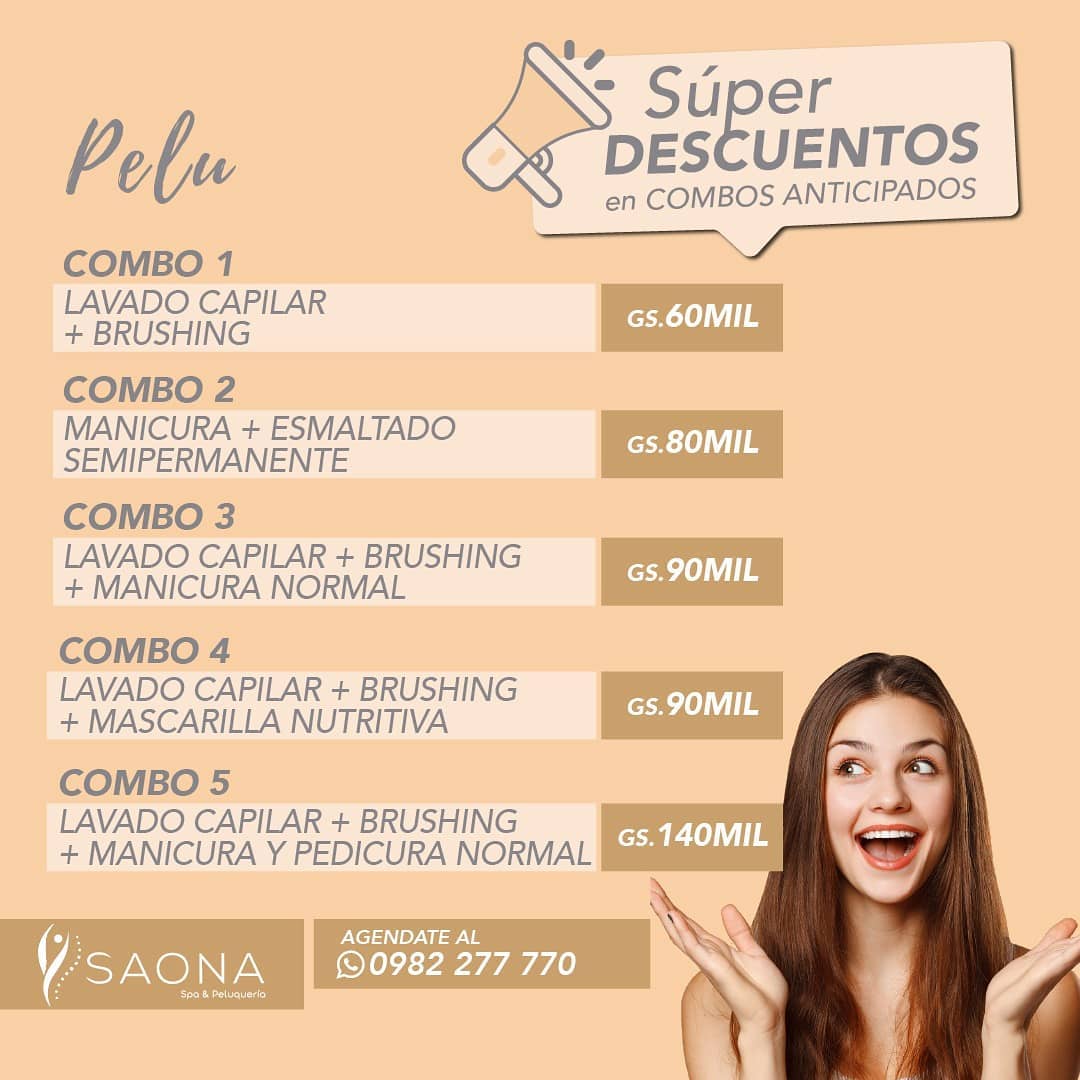 Pelu
Súper
DESCUENTOS
en COMBOS ANTICIPADOS
COMBO 1
LAVADO CAPILAR
+ BRUSHING
GS.60MIL
COMBO 2
MANICURA + ESMALTADO
SEMIPERMANENTE
GS.80MIL
COMBO 3
LAVADO CAPILAR + BRUSHING
+ MANICURA NORMAL
GS.90MIL
COMBO 4
LAVADO CAPILAR + BRUSHING
+ MASCARILLA NUTRITIVA
GS.90MIL
COMBO 5
LAVADO CAPILAR + BRUSHING
+ MANICURA Y PEDICURA NORMAL
GS.140MIL
SAONA
Spa & Peluquería
AGENDATE AL
0982 277 770